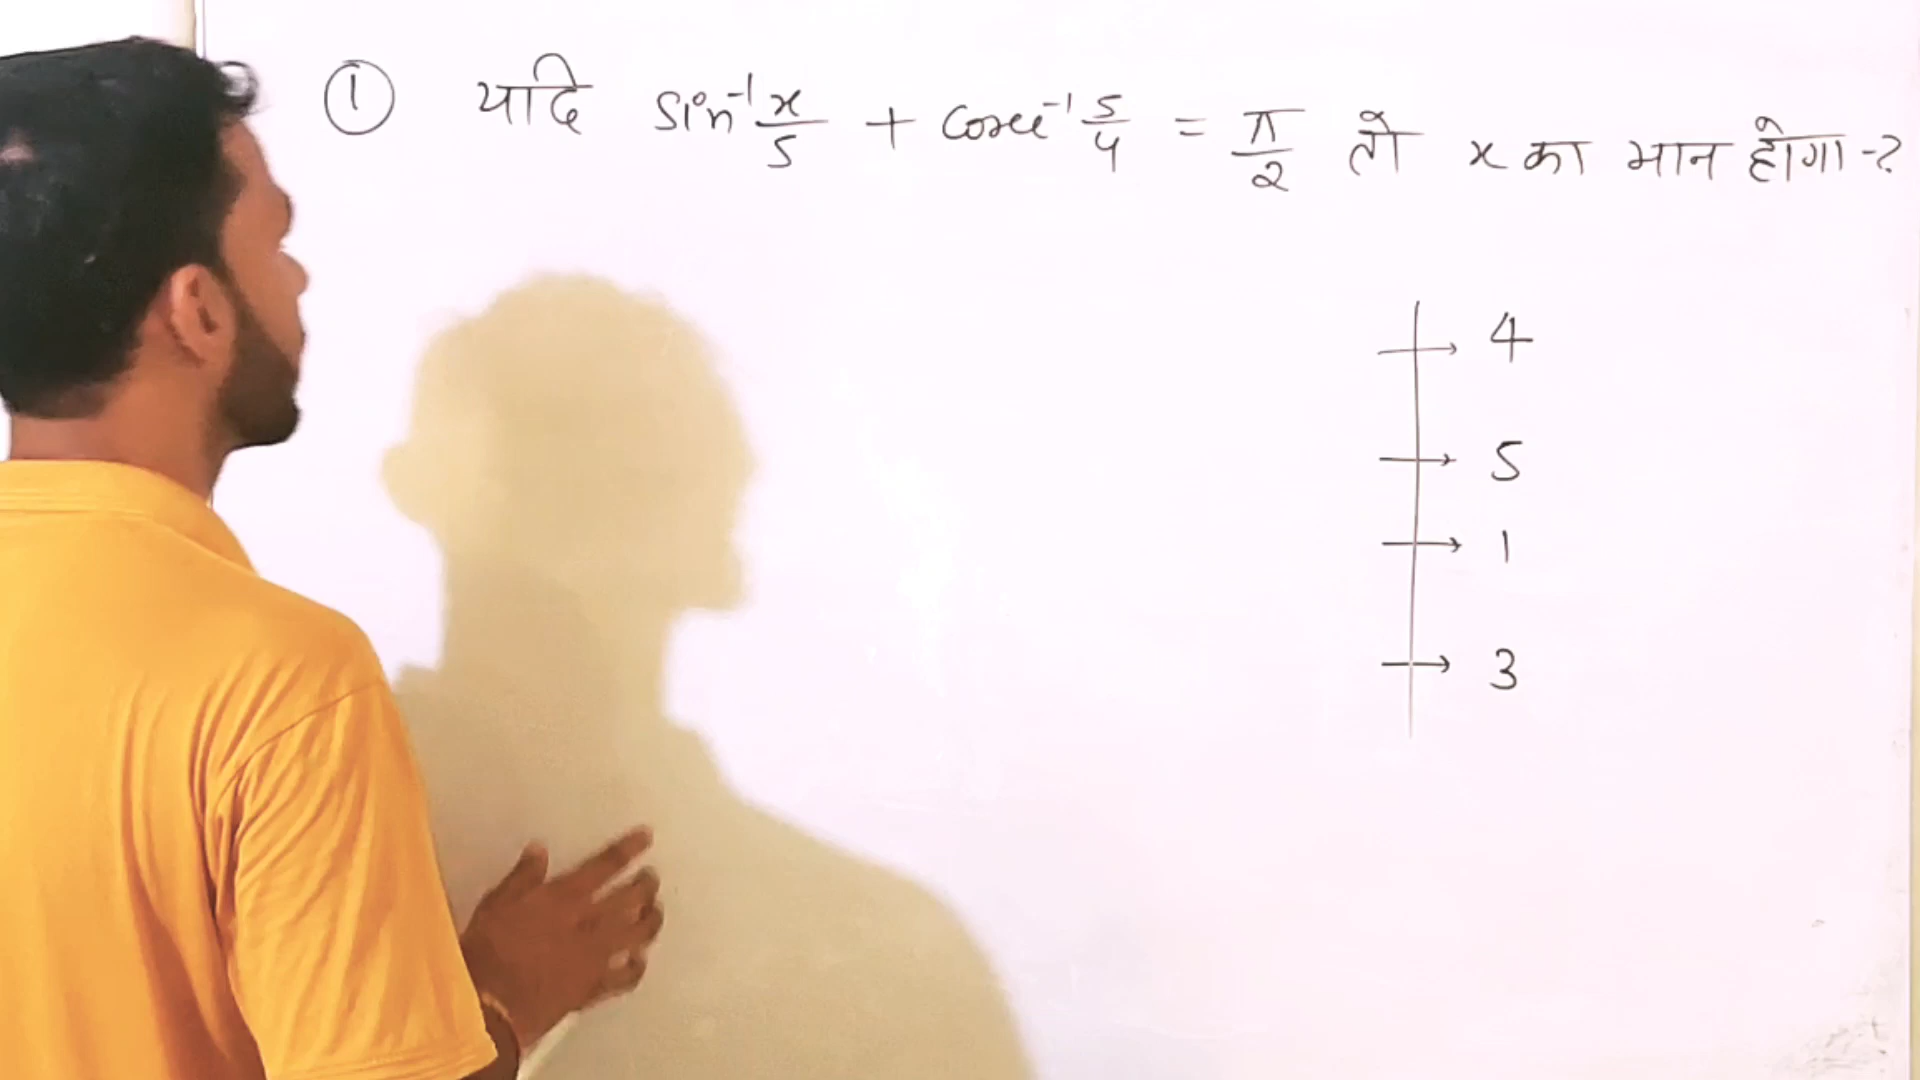 ① यदि sin⁻¹ x/5 + cosec⁻¹ 5/4 = π/2 तो x का मान होगा -?
→ 4
→ 5
→ 1
→ 3